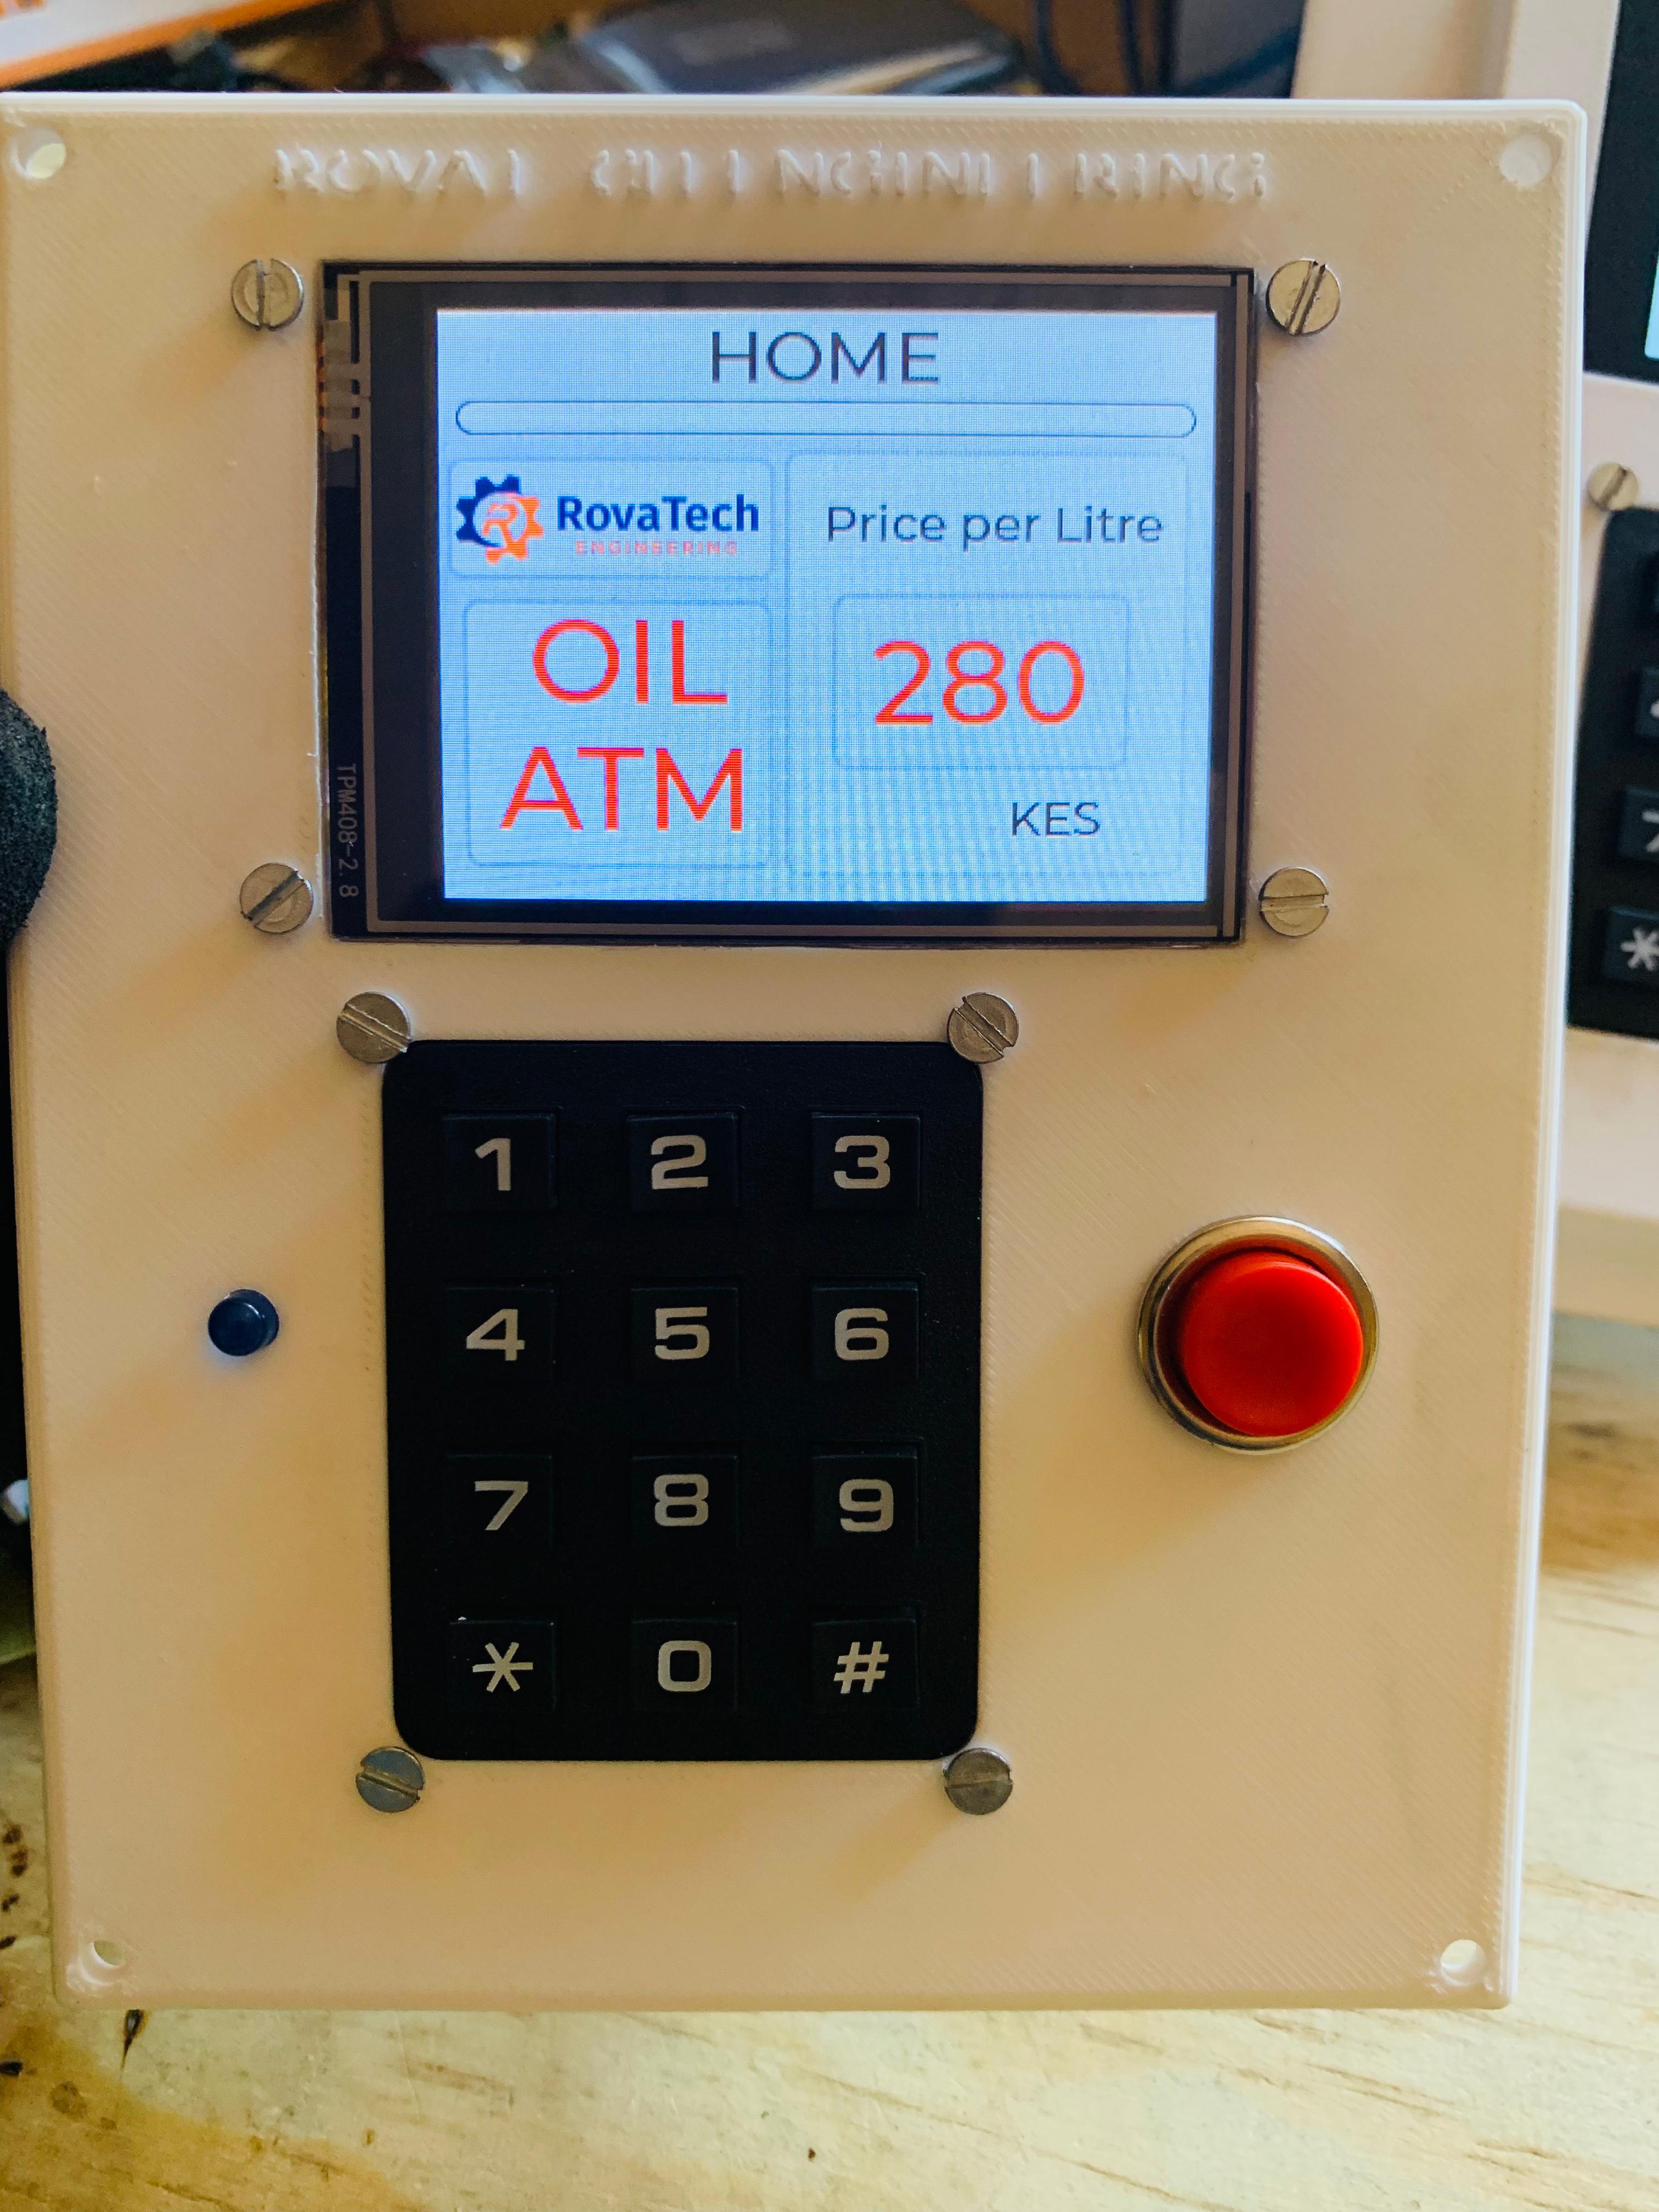 HOME
RovaTech
ENGINEERING
Price per Litre
OIL
ATM
280
KES
TPM408-2.8
1 2 3
4 5 6
7 8 9
* 0 #
7
*